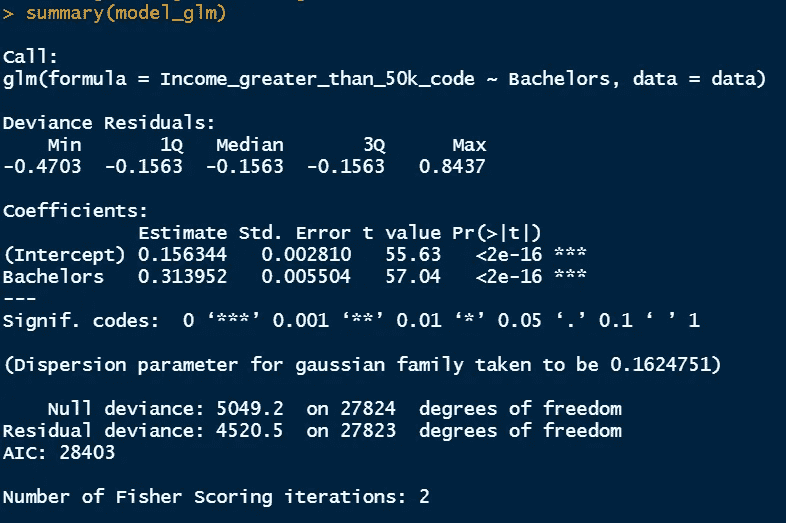 > summary(model_glm)
Call:
glm(formula = Income_greater_than_50k_code ~ Bachelors, data = data)
Deviance Residuals:
Min 1Q Median 3Q Max
-0.4703 -0.1563 -0.1563 -0.1563 0.8437
Coefficients:
Estimate Std. Error t value Pr(>|t|)
(Intercept) 0.156344 0.002810 55.63 <2e-16 ***
Bachelors 0.313952 0.005504 57.04 <2e-16 ***
---
Signif. codes: 0 ‘***’ 0.001 ‘**’ 0.01 ‘*’ 0.05 ‘.’ 0.1 ‘ ’ 1
(Dispersion parameter for gaussian family taken to be 0.1624751)
Null deviance: 5049.2 on 27824 degrees of freedom
Residual deviance: 4520.5 on 27823 degrees of freedom
AIC: 28403
Number of Fisher Scoring iterations: 2